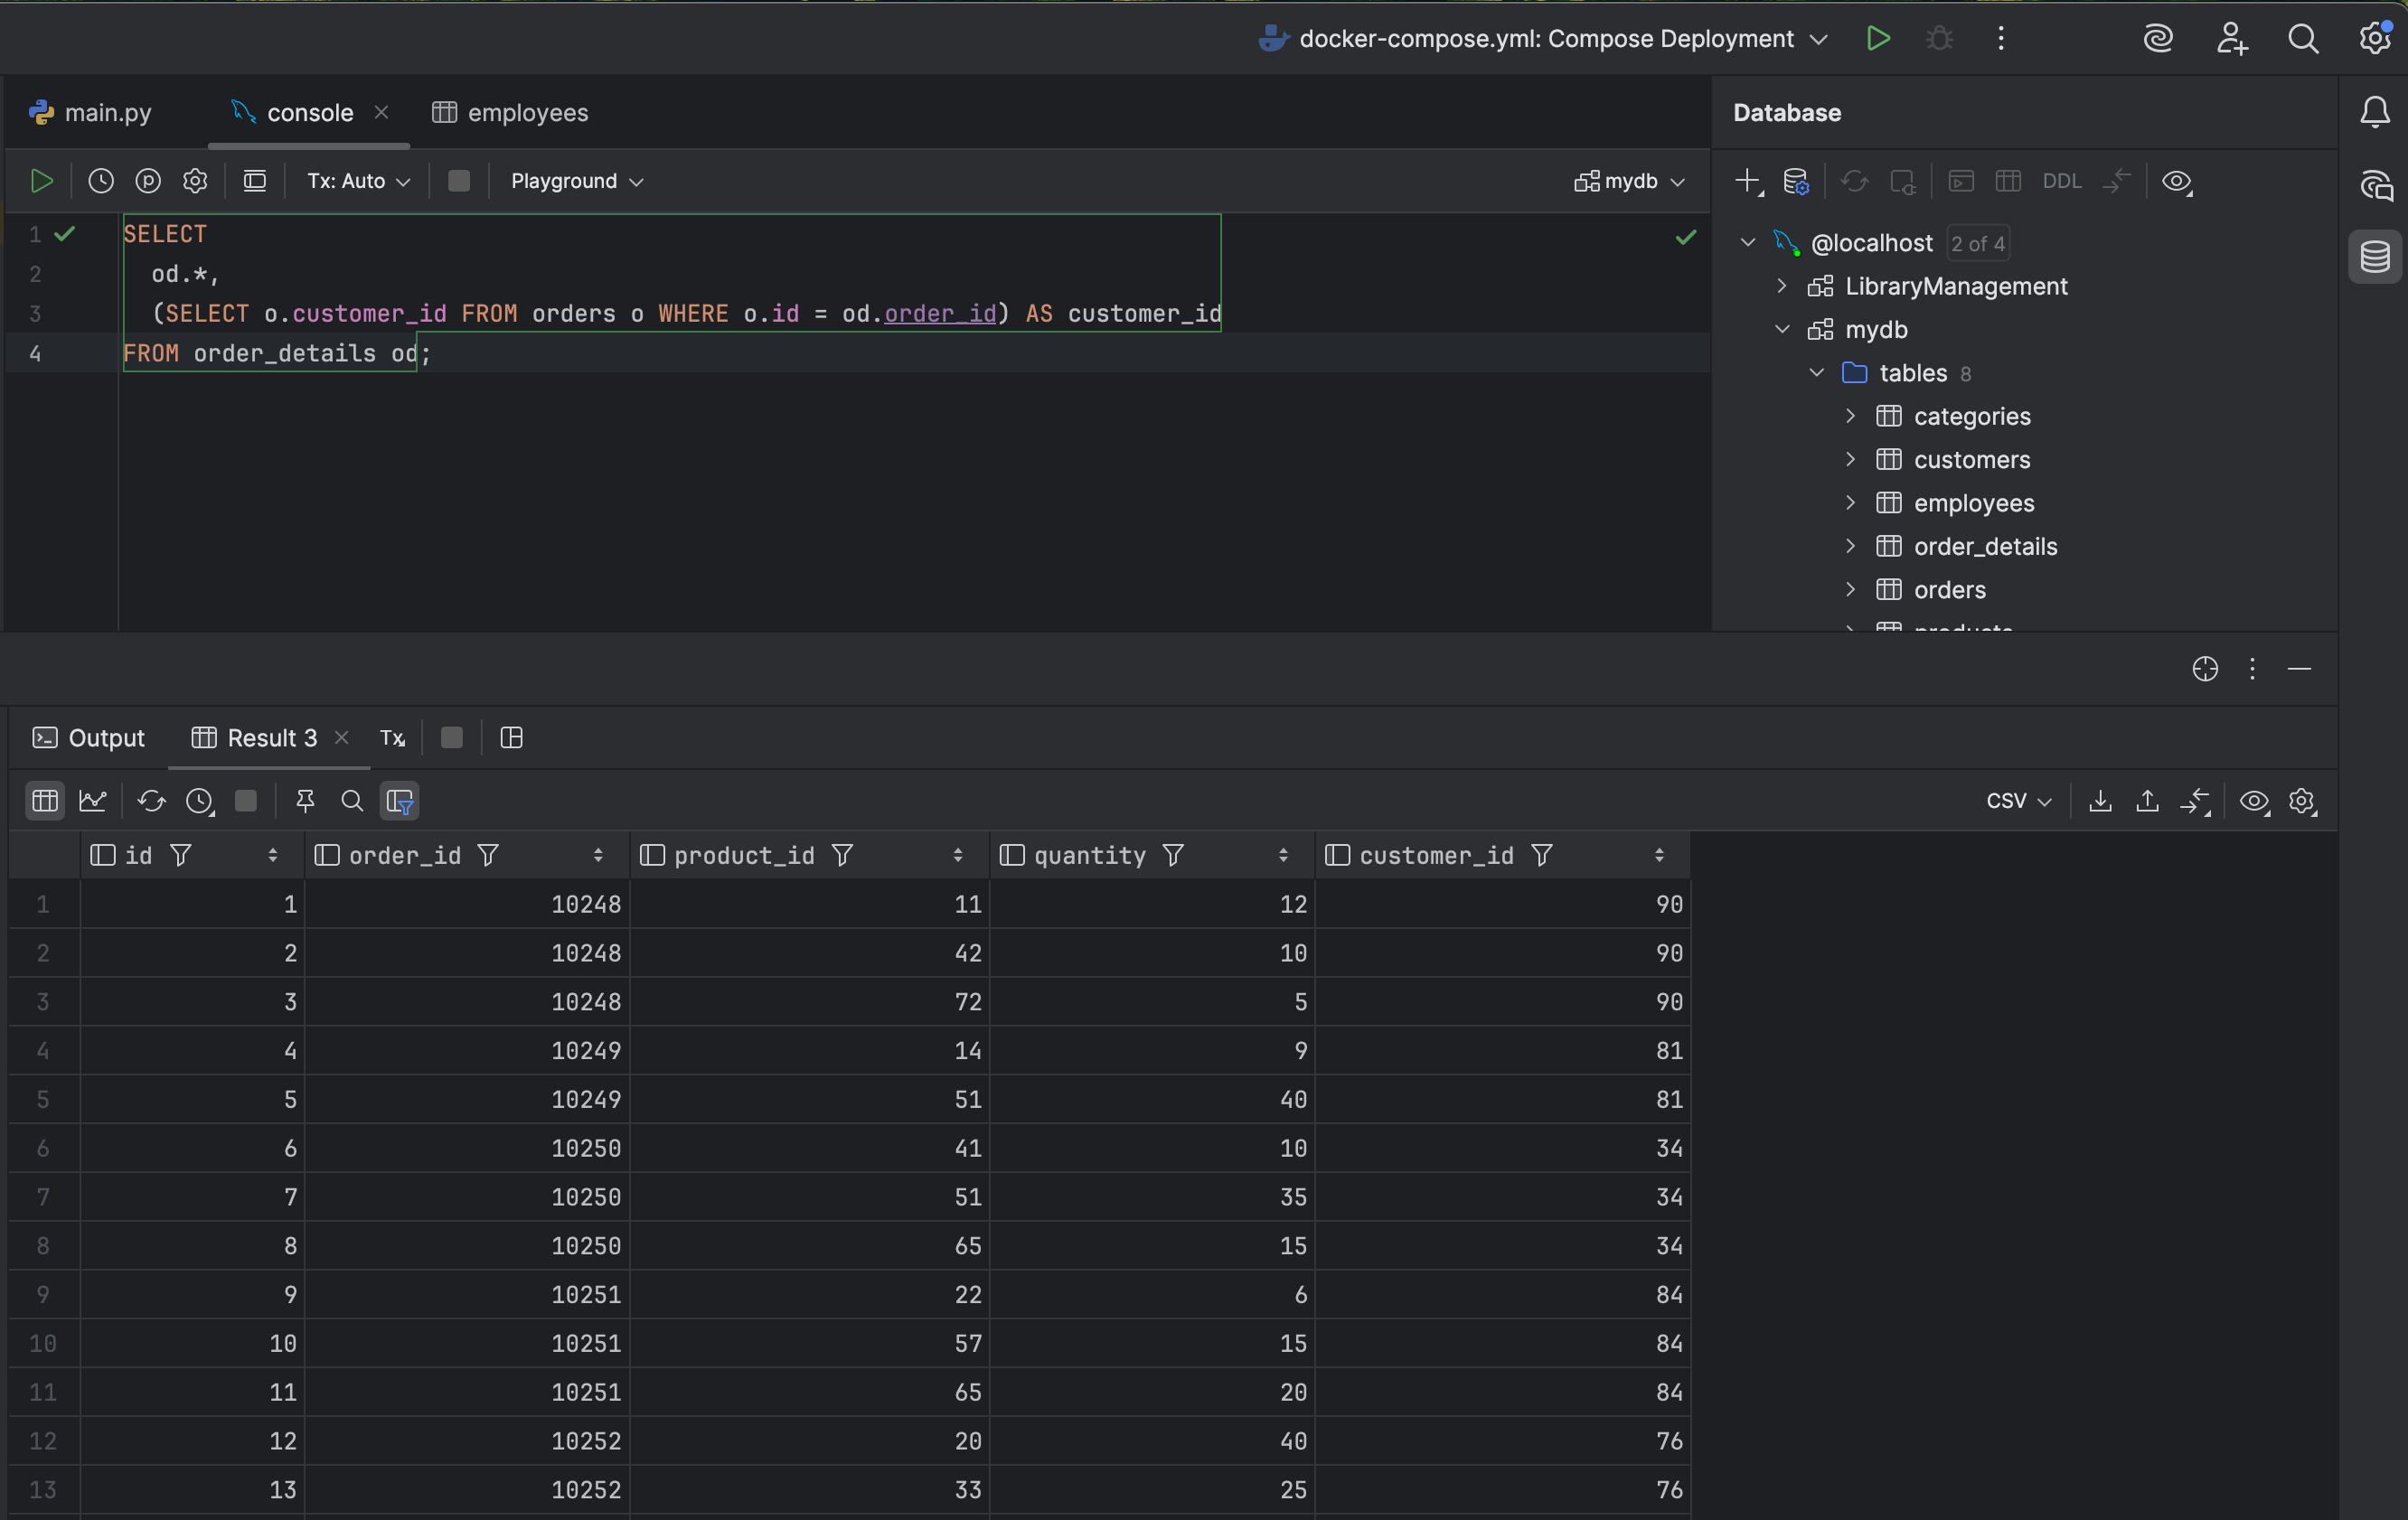 docker-compose.yml: Compose Deployment
main.py console employees
Database
Tx: Auto Playground mydb
DDL
1 SELECT
2 od.*,
3 (SELECT o.customer_id FROM orders o WHERE o.id = od.order_id) AS customer_id
4 FROM order_details od;
@localhost 2 of 4
LibraryManagement
mydb
tables 8
categories
customers
employees
order_details
orders
products
Output Result 3 Tx
CSV
id order_id product_id quantity customer_id
1 1 10248 11 12 90
2 2 10248 42 10 90
3 3 10248 72 5 90
4 4 10249 14 9 81
5 5 10249 51 40 81
6 6 10250 41 10 34
7 7 10250 51 35 34
8 8 10250 65 15 34
9 9 10251 22 6 84
10 10 10251 57 15 84
11 11 10251 65 20 84
12 12 10252 20 40 76
13 13 10252 33 25 76